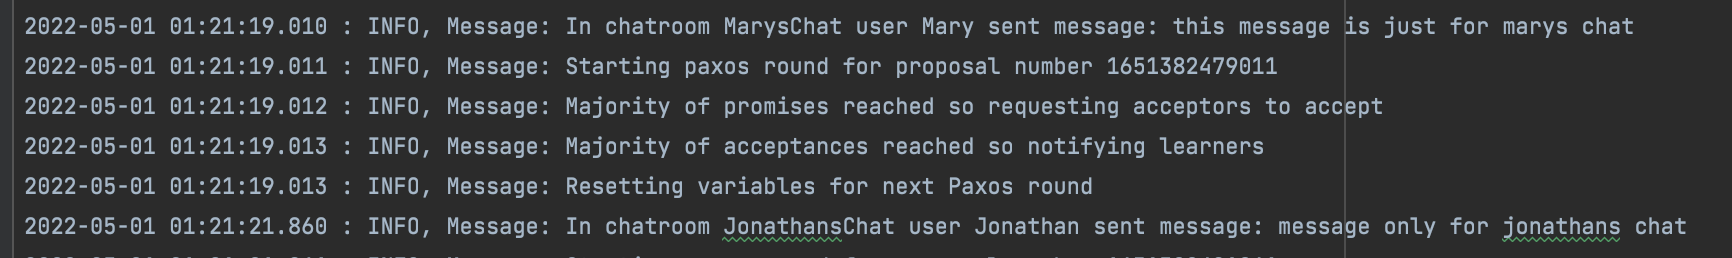 2022-05-01 01:21:19.010 : INFO, Message: In chatroom MarysChat user Mary sent message: this message is just for marys chat
2022-05-01 01:21:19.011 : INFO, Message: Starting paxos round for proposal number 1651382479011
2022-05-01 01:21:19.012 : INFO, Message: Majority of promises reached so requesting acceptors to accept
2022-05-01 01:21:19.013 : INFO, Message: Majority of acceptances reached so notifying learners
2022-05-01 01:21:19.013 : INFO, Message: Resetting variables for next Paxos round
2022-05-01 01:21:21.860 : INFO, Message: In chatroom JonathansChat user Jonathan sent message: message only for jonathans chat